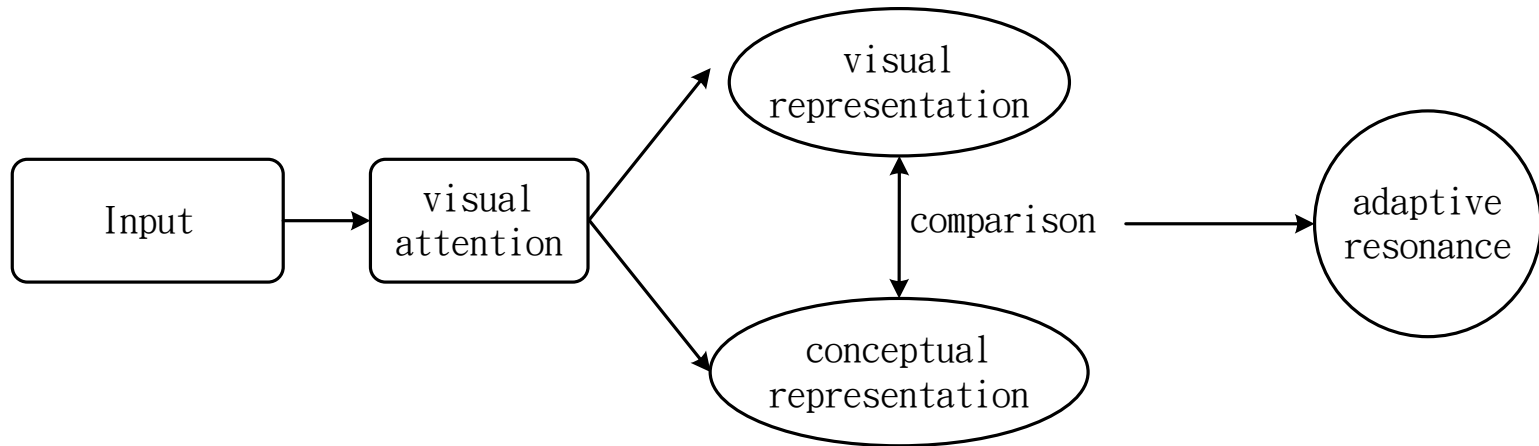 Input
visual
attention
visual
representation
comparison
conceptual
representation
adaptive
resonance